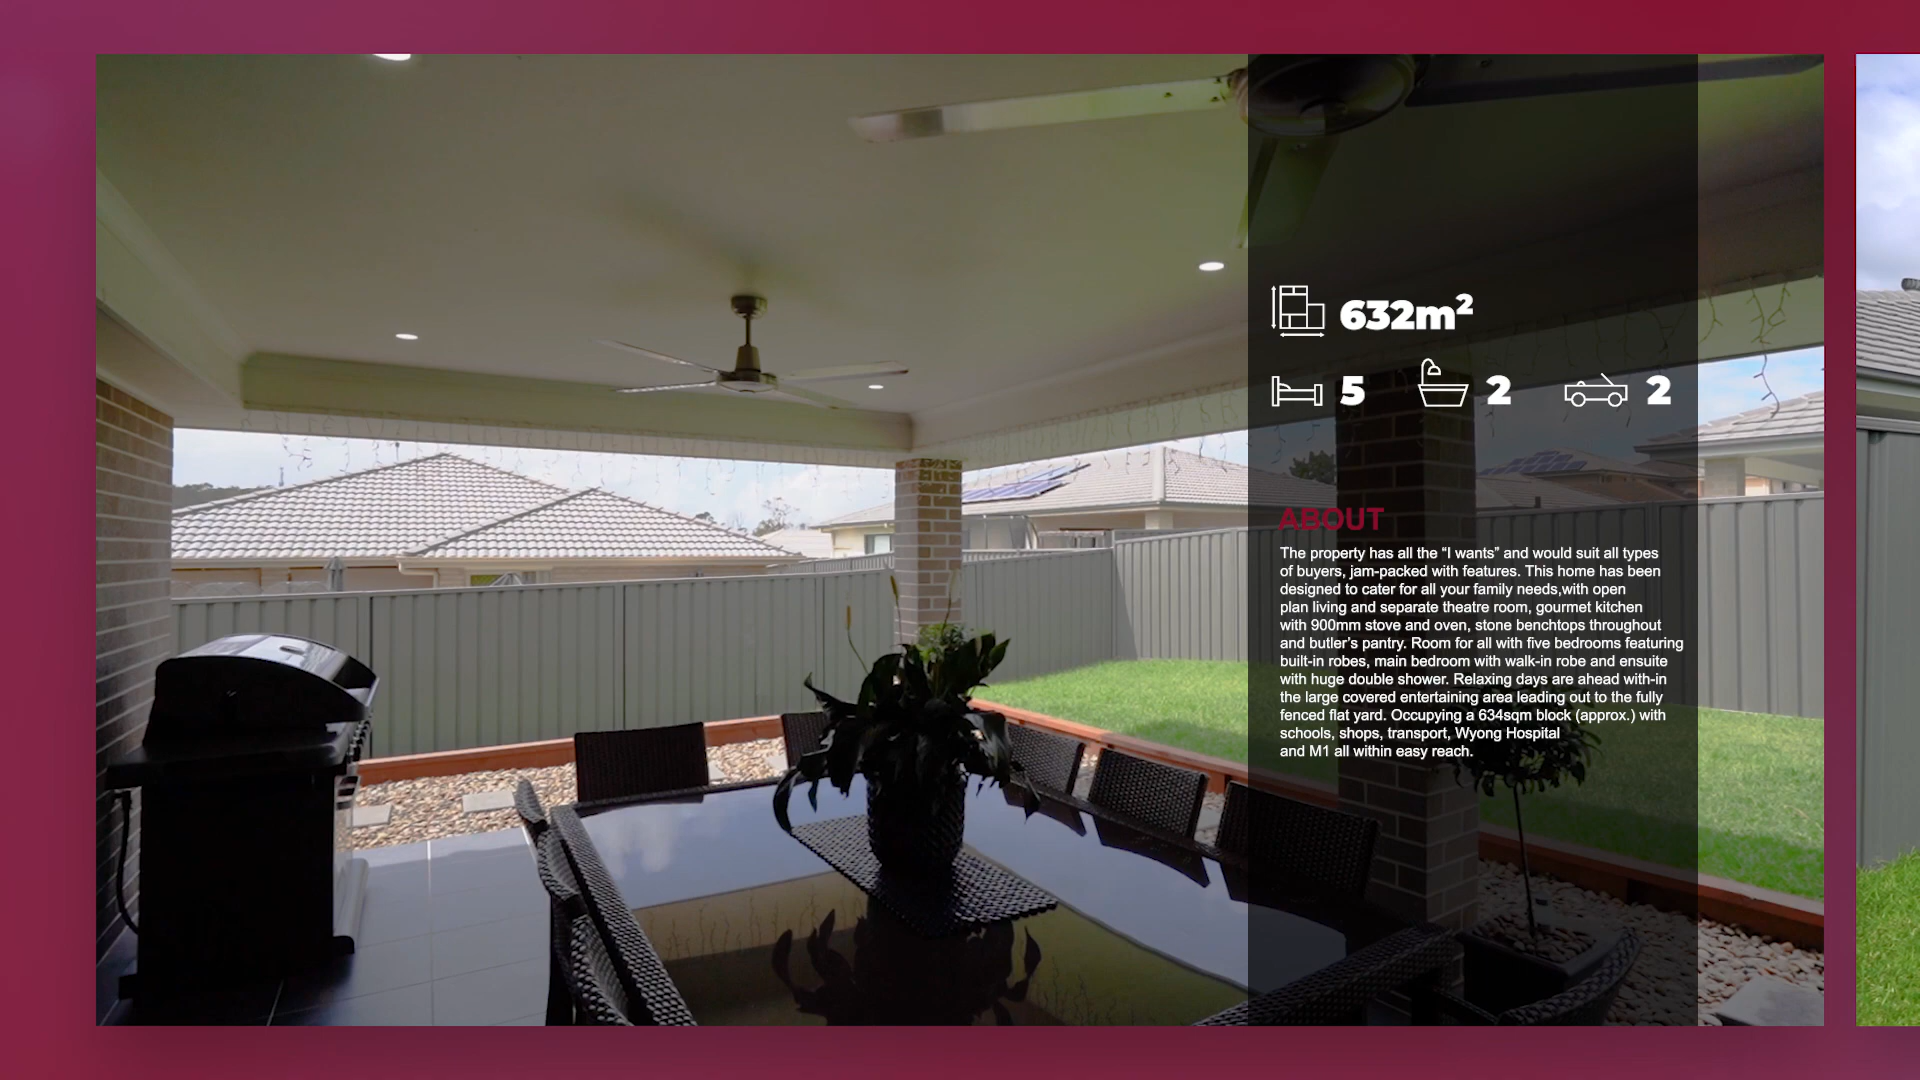 632m²
5 2 2
ABOUT
The property has all the “I wants” and would suit all types
of buyers, jam-packed with features. This home has been
designed to cater for all your family needs,with open
plan living and separate theatre room, gourmet kitchen
with 900mm stove and oven, stone benchtops throughout
and butler’s pantry. Room for all with five bedrooms featuring
built-in robes, main bedroom with walk-in robe and ensuite
with huge double shower. Relaxing days are ahead with-in
the large covered entertaining area leading out to the fully
fenced flat yard. Occupying a 634sqm block (approx.) with
schools, shops, transport, Wyong Hospital
and M1 all within easy reach.